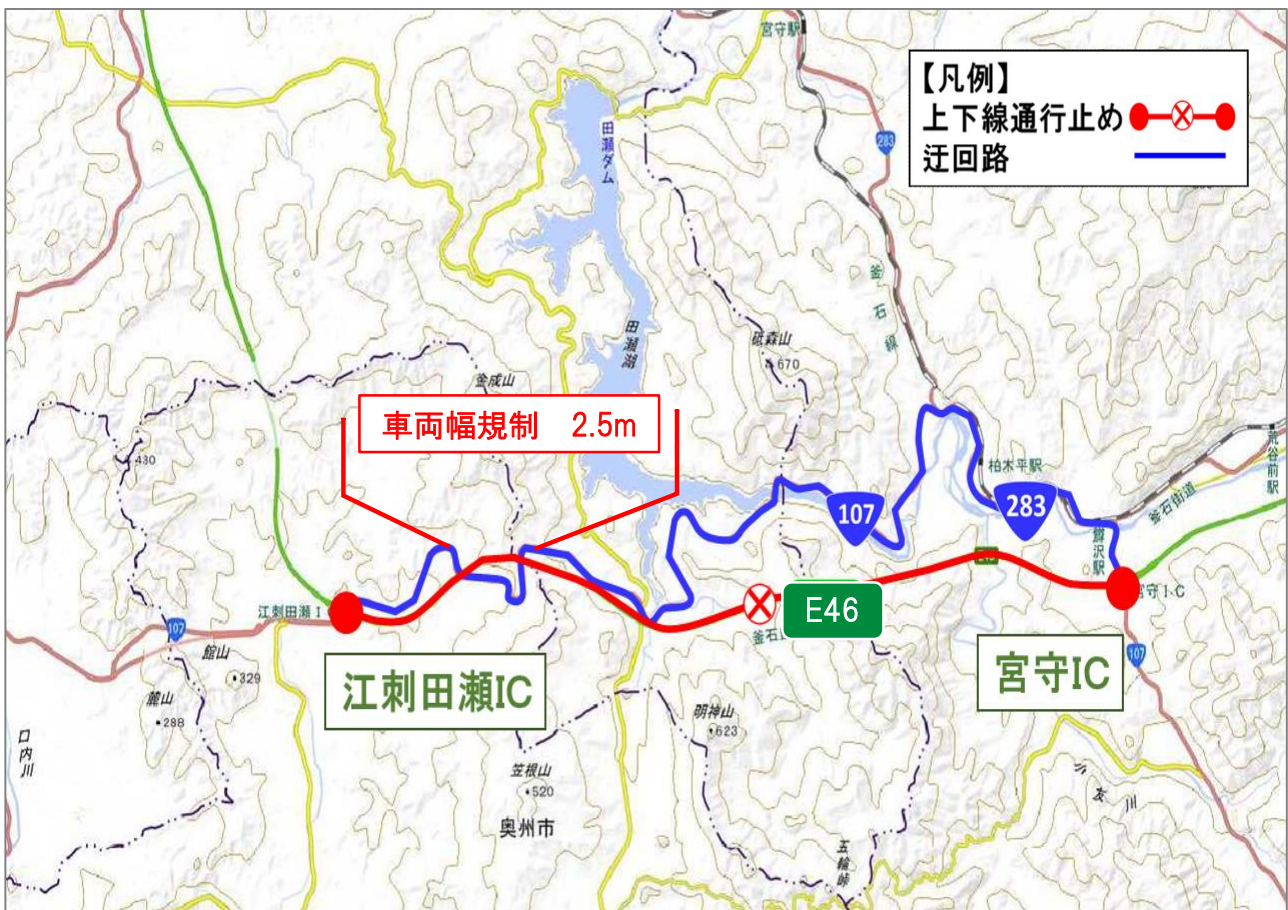 宮守駅
【凡例】
上下線通行止め
迂回路
283
田瀬ダム
釜石線
田瀬湖
砥森山
670
金成山
車両幅規制 2.5m
430
柏木平駅
荒谷前駅
釜石街道
107
283
鱒沢駅
江刺田瀬I
宮守I・C
E46
107
館山
329
江刺田瀬IC
宮守IC
107
麓山
288
明神山
623
口内川
笠根山
520
奥州市
友川
五輪峠